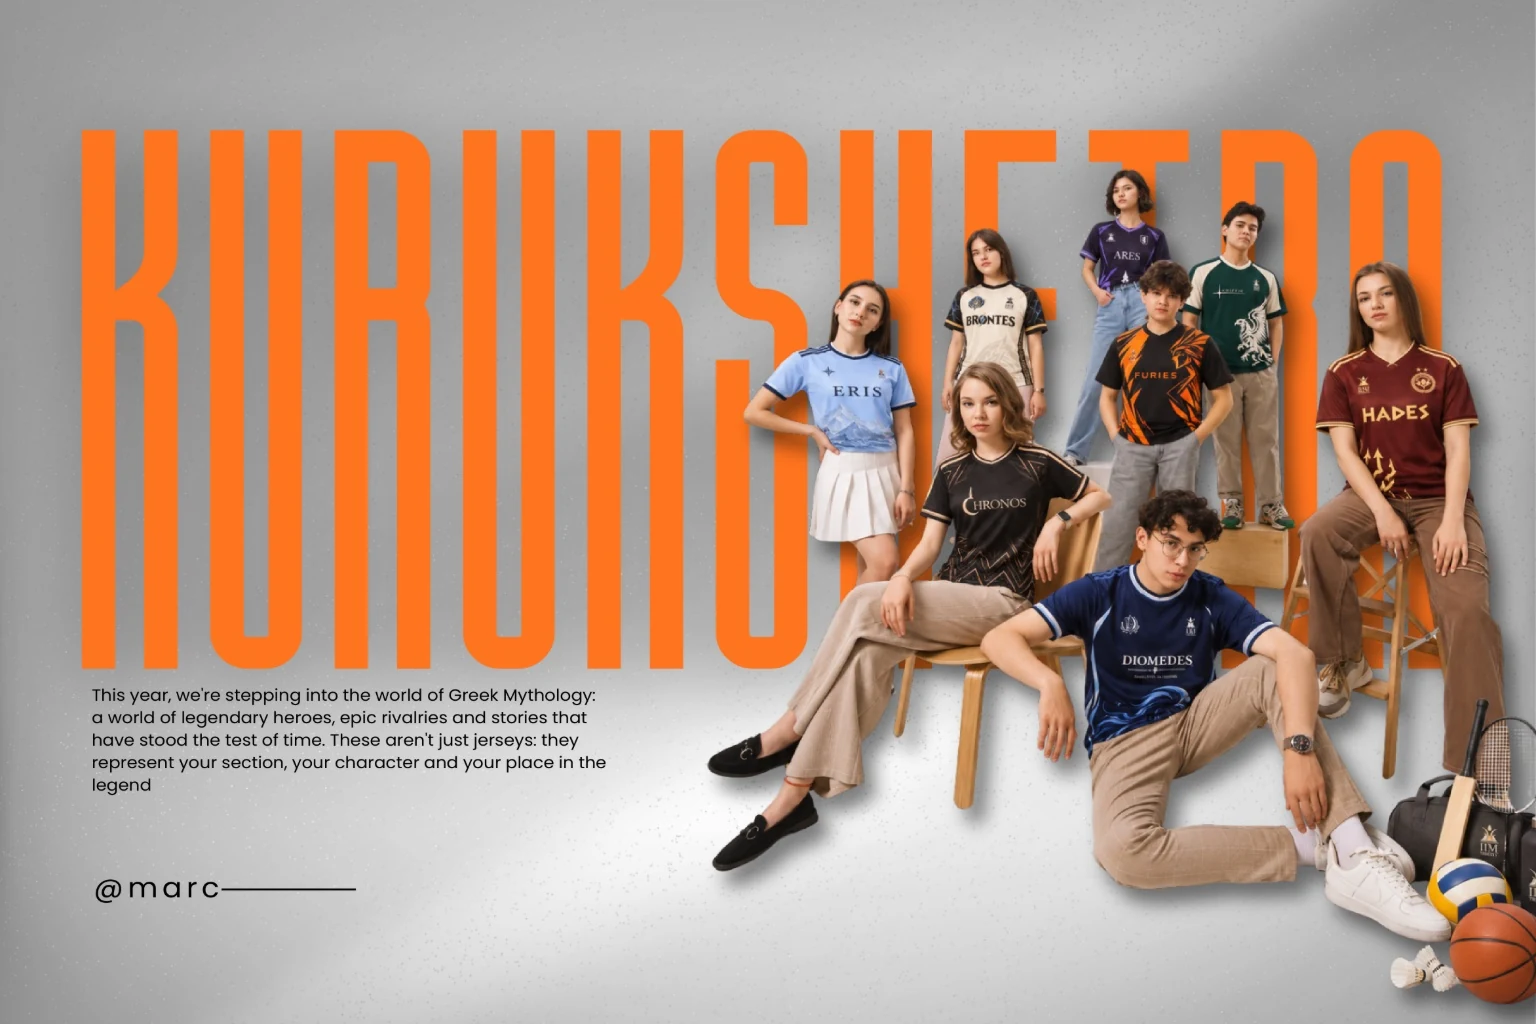 KURUKSHETRA
ARES
BRONTES
ERIS
FURIES
HADES
CHRONOS
DIOMEDES
This year, we're stepping into the world of Greek Mythology:
a world of legendary heroes, epic rivalries and stories that
have stood the test of time. These aren't just jerseys: they
represent your section, your character and your place in the
legend
IIM
@marc